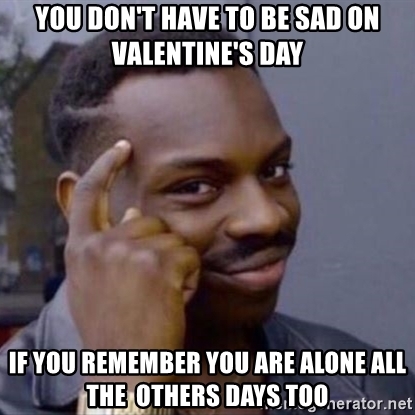 YOU DON'T HAVE TO BE SAD ON
VALENTINE'S DAY
IF YOU REMEMBER YOU ARE ALONE ALL
THE OTHERS DAYS TOO